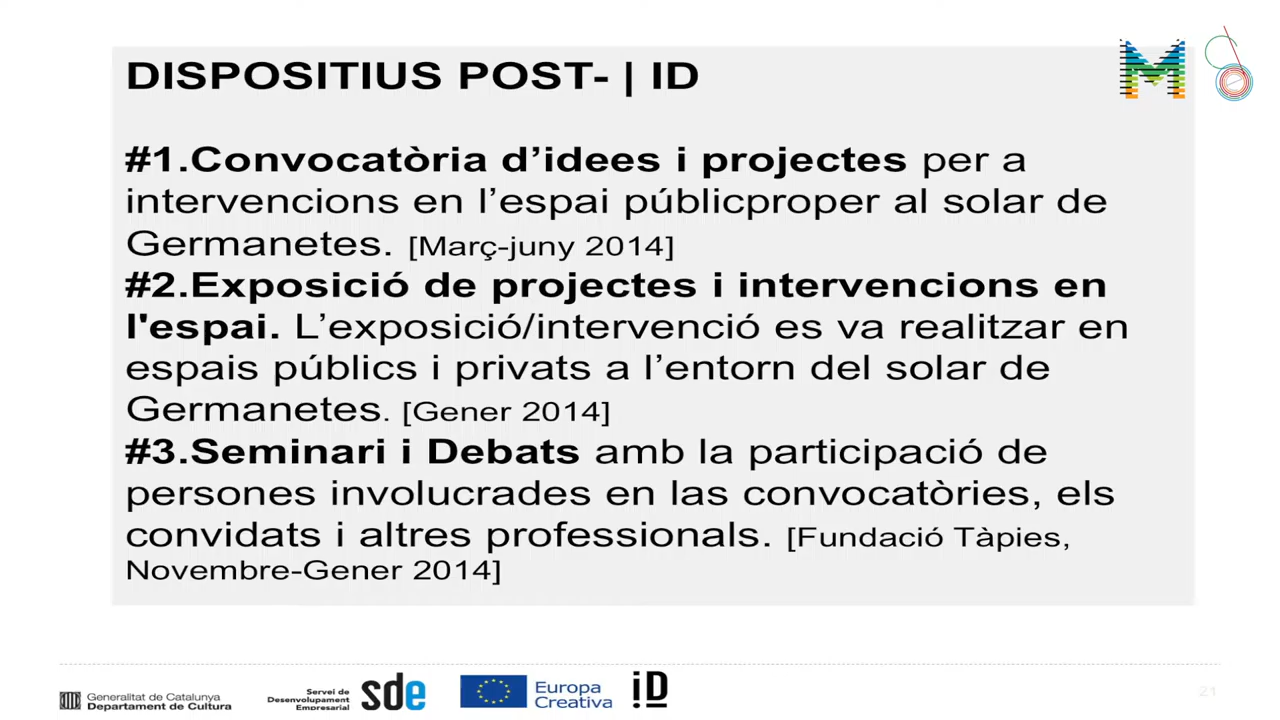 DISPOSITIUS POST- | ID
#1.Convocatòria d’idees i projectes per a
intervencions en l’espai públicproper al solar de
Germanetes. [Març-juny 2014]
#2.Exposició de projectes i intervencions en
l'espai. L’exposició/intervenció es va realitzar en
espais públics i privats a l’entorn del solar de
Germanetes. [Gener 2014]
#3.Seminari i Debats amb la participació de
persones involucrades en las convocatòries, els
convidats i altres professionals. [Fundació Tàpies,
Novembre-Gener 2014]
Generalitat de Catalunya
Departament de Cultura
Servei de
Desenvolupament
Empresarial
sde
Europa
Creativa
iD
21